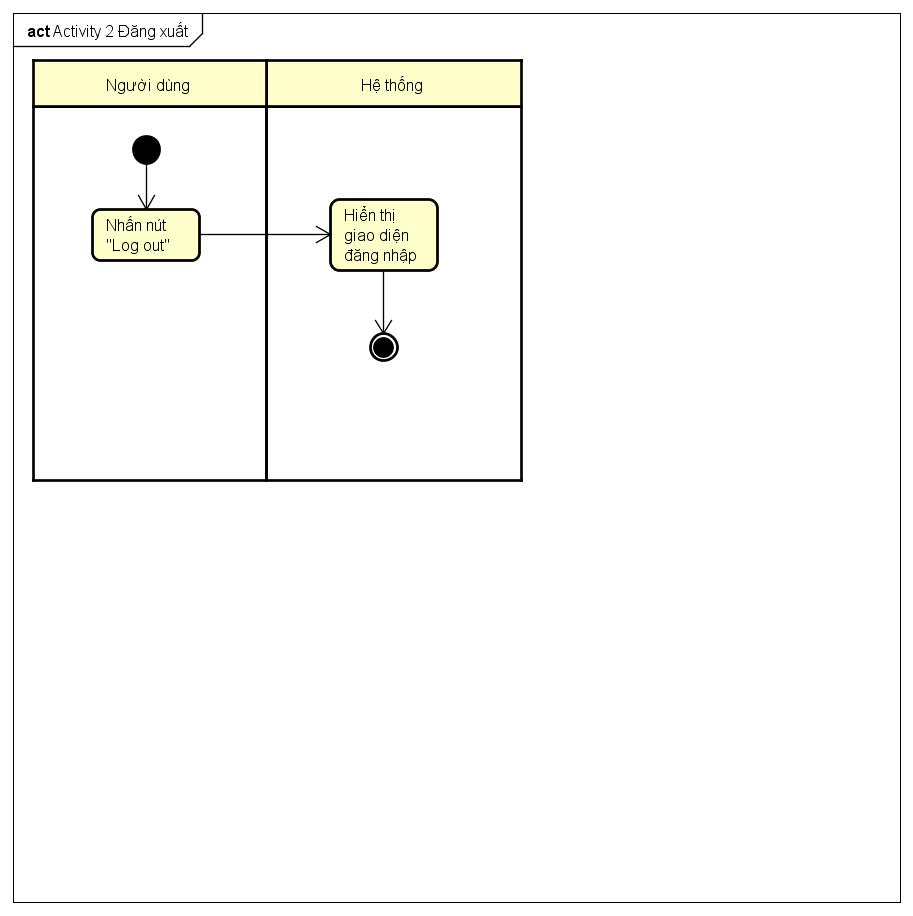 act Activity 2 Đăng xuất
Người dùng
Hệ thống
Nhấn nút
"Log out"
Hiển thị
giao diện
đăng nhập